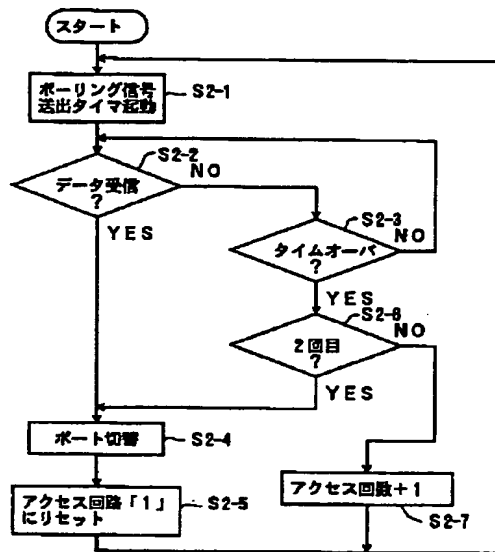 スタート
ポーリング信号
送出タイマ起動
S2-1
S2-2
データ受信
?
NO
YES
S2-3
タイムオーバ
?
NO
YES
S2-6
2回目
?
NO
YES
ポート切替
S2-4
アクセス回路「1」
にリセット
S2-5
アクセス回数+1
S2-7